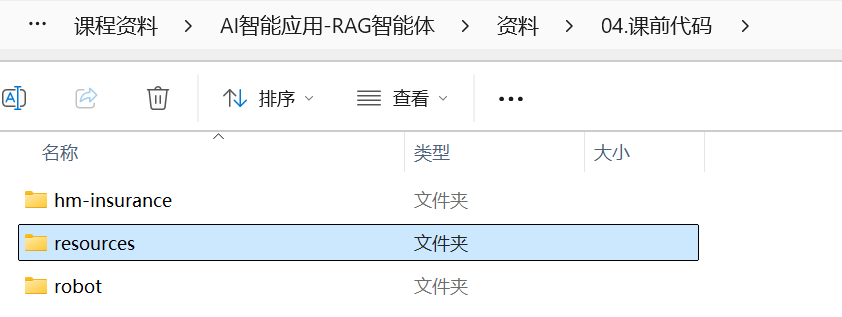 … 课程资料 > AI智能应用-RAG智能体 > 资料 > 04.课前代码 >
A 排序 查看 …
名称 类型 大小
hm-insurance 文件夹
resources 文件夹
robot 文件夹